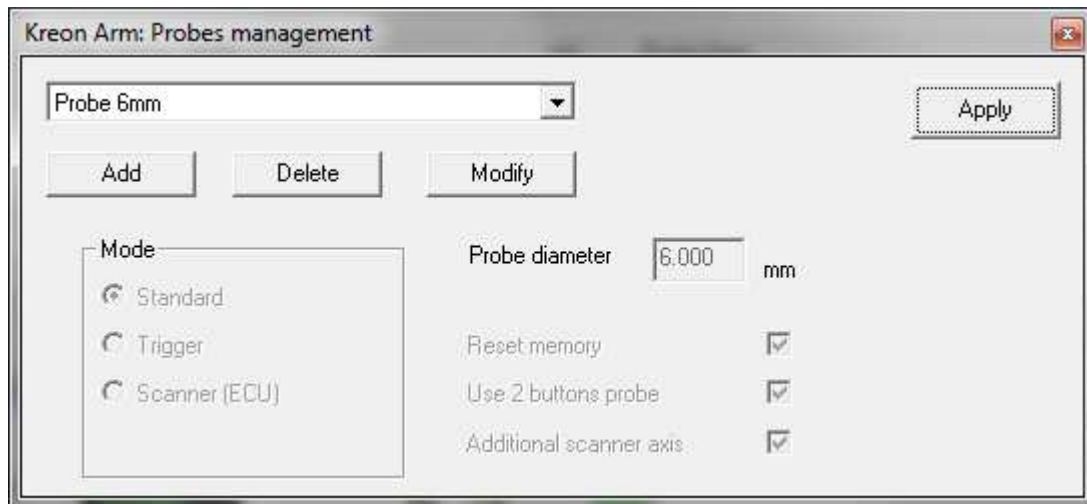 Kreon Arm: Probes management
Probe 6mm
Apply
Add Delete Modify
Mode
Standard
Trigger
Scanner (ECU)
Probe diameter 6.000 mm
Reset memory
Use 2 buttons probe
Additional scanner axis